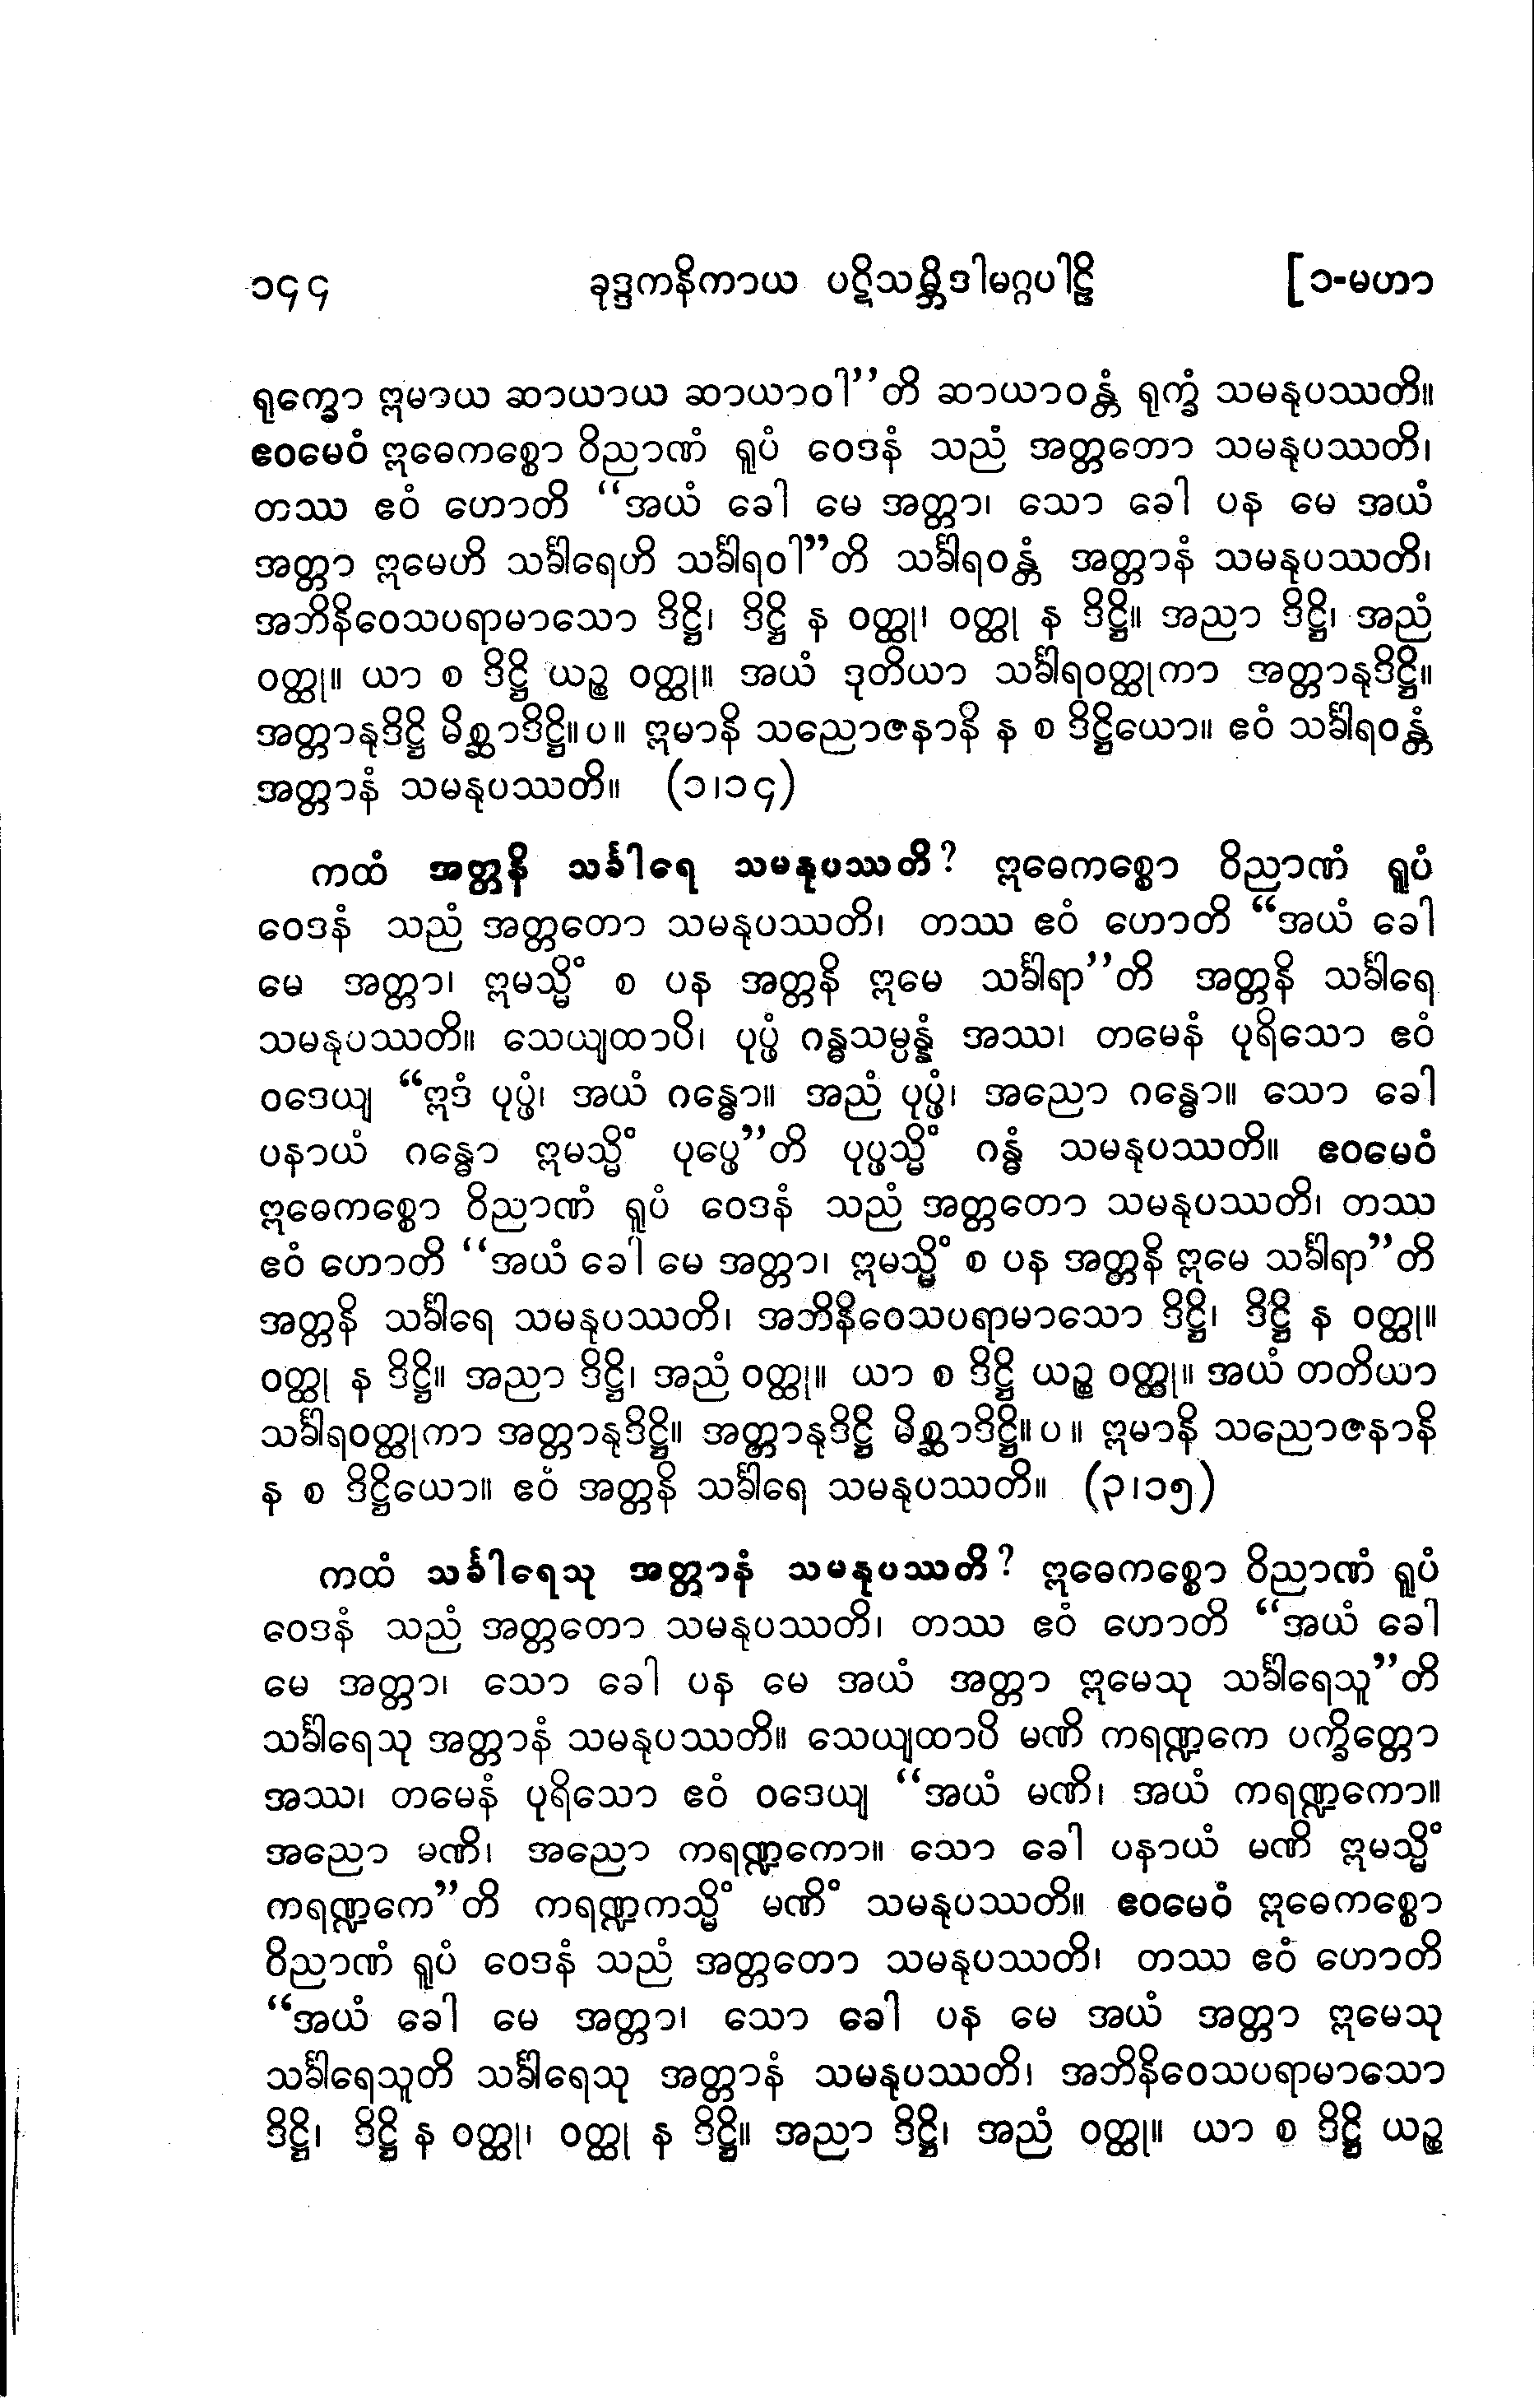 ၁၄၄ ခုဒ္ဒကနိကာယ ပဋိသမ္ဘိဒါမဂ္ဂပါဠိ [၁-မဟာ
ရုက္ခော ဣမာယ ဆာယာယ ဆာယာဝါ”တိ ဆာယာဝန္တံ ရုက္ခံ သမနုပဿတိ။
ဧဝမေဝံ ဣဓေကစ္စော ဝိညာဏံ ရူပံ ဝေဒနံ သညံ အတ္တတော သမနုပဿတိ၊
တဿ ဧဝံ ဟောတိ “အယံ ခေါ မေ အတ္တာ၊ သော ခေါ ပန မေ အယံ
အတ္တာ ဣမေဟိ သင်္ခါရေဟိ သင်္ခါရဝါ”တိ သင်္ခါရဝန္တံ အတ္တာနံ သမနုပဿတိ၊
အဘိနိဝေသပရာမာသော ဒိဋ္ဌိ၊ ဒိဋ္ဌိ န ဝတ္ထု၊ ဝတ္ထု န ဒိဋ္ဌိ။ အညာ ဒိဋ္ဌိ၊ အညံ
ဝတ္ထု။ ယာ စ ဒိဋ္ဌိ ယဉ္စ ဝတ္ထု။ အယံ ဒုတိယာ သင်္ခါရဝတ္ထုကာ အတ္တာနုဒိဋ္ဌိ။
အတ္တာနုဒိဋ္ဌိ မိစ္ဆာဒိဋ္ဌိ။ပ။ ဣမာနိ သညောဇနာနိ န စ ဒိဋ္ဌိယော။ ဧဝံ သင်္ခါရဝန္တံ
အတ္တာနံ သမနုပဿတိ။ (၁၊၁၄)
ကထံ အတ္တနိ သင်္ခါရေ သမနုပဿတိ? ဣဓေကစ္စော ဝိညာဏံ ရူပံ
ဝေဒနံ သညံ အတ္တတော သမနုပဿတိ၊ တဿ ဧဝံ ဟောတိ “အယံ ခေါ
မေ အတ္တာ၊ ဣမသ္မိံ စ ပန အတ္တနိ ဣမေ သင်္ခါရာ”တိ အတ္တနိ သင်္ခါရေ
သမနုပဿတိ။ သေယျထာပိ၊ ပုပ္ဖံ ဂန္ဓသမ္ပန္နံ အဿ၊ တမေနံ ပုရိသော ဧဝံ
ဝဒေယျ “ဣဒံ ပုပ္ဖံ၊ အယံ ဂန္ဓော။ အညံ ပုပ္ဖံ၊ အညော ဂန္ဓော။ သော ခေါ
ပနာယံ ဂန္ဓော ဣမသ္မိံ ပုပ္ဖေ”တိ ပုပ္ဖသ္မိံ ဂန္ဓံ သမနုပဿတိ။ ဧဝမေဝံ
ဣဓေကစ္စော ဝိညာဏံ ရူပံ ဝေဒနံ သညံ အတ္တတော သမနုပဿတိ၊ တဿ
ဧဝံ ဟောတိ “အယံ ခေါ မေ အတ္တာ၊ ဣမသ္မိံ စ ပန အတ္တနိ ဣမေ သင်္ခါရာ”တိ
အတ္တနိ သင်္ခါရေ သမနုပဿတိ၊ အဘိနိဝေသပရာမာသော ဒိဋ္ဌိ၊ ဒိဋ္ဌိ န ဝတ္ထု။
ဝတ္ထု န ဒိဋ္ဌိ။ အညာ ဒိဋ္ဌိ၊ အညံ ဝတ္ထု။ ယာ စ ဒိဋ္ဌိ ယဉ္စ ဝတ္ထု။ အယံ တတိယာ
သင်္ခါရဝတ္ထုကာ အတ္တာနုဒိဋ္ဌိ။ အတ္တာနုဒိဋ္ဌိ မိစ္ဆာဒိဋ္ဌိ။ပ။ ဣမာနိ သညောဇနာနိ
န စ ဒိဋ္ဌိယော။ ဧဝံ အတ္တနိ သင်္ခါရေ သမနုပဿတိ။ (၃၊၁၅)
ကထံ သင်္ခါရေသု အတ္တာနံ သမနုပဿတိ? ဣဓေကစ္စော ဝိညာဏံ ရူပံ
ဝေဒနံ သညံ အတ္တတော သမနုပဿတိ၊ တဿ ဧဝံ ဟောတိ “အယံ ခေါ
မေ အတ္တာ၊ သော ခေါ ပန မေ အယံ အတ္တာ ဣမေသု သင်္ခါရေသူ”တိ
သင်္ခါရေသု အတ္တာနံ သမနုပဿတိ။ သေယျထာပိ မဏိ ကရဏ္ဍကေ ပက္ခိတ္တော
အဿ၊ တမေနံ ပုရိသော ဧဝံ ဝဒေယျ “အယံ မဏိ၊ အယံ ကရဏ္ဍကော။
အညော မဏိ၊ အညော ကရဏ္ဍကော။ သော ခေါ ပနာယံ မဏိ ဣမသ္မိံ
ကရဏ္ဍကေ”တိ ကရဏ္ဍကသ္မိံ မဏိံ သမနုပဿတိ။ ဧဝမေဝံ ဣဓေကစ္စော
ဝိညာဏံ ရူပံ ဝေဒနံ သညံ အတ္တတော သမနုပဿတိ၊ တဿ ဧဝံ ဟောတိ
“အယံ ခေါ မေ အတ္တာ၊ သော ခေါ ပန မေ အယံ အတ္တာ ဣမေသု
သင်္ခါရေသူတိ သင်္ခါရေသု အတ္တာနံ သမနုပဿတိ၊ အဘိနိဝေသပရာမာသော
ဒိဋ္ဌိ၊ ဒိဋ္ဌိ န ဝတ္ထု၊ ဝတ္ထု န ဒိဋ္ဌိ။ အညာ ဒိဋ္ဌိ၊ အညံ ဝတ္ထု။ ယာ စ ဒိဋ္ဌိ ယဉ္စ